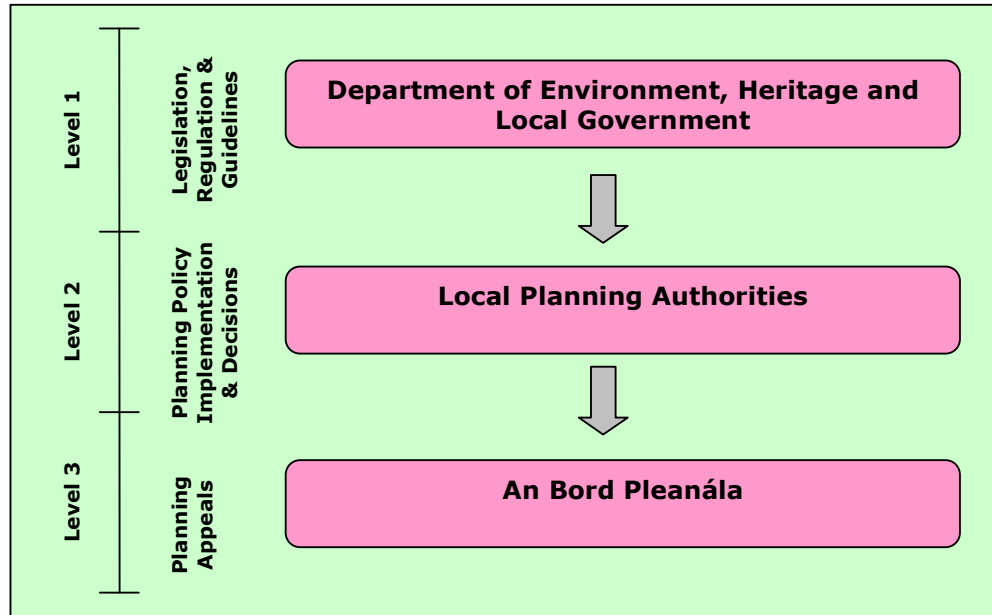 Level 1
Legislation,
Regulation &
Guidelines
Department of Environment, Heritage and
Local Government
Level 2
Planning Policy
Implementation
& Decisions
Local Planning Authorities
Level 3
Planning
Appeals
An Bord Pleanála